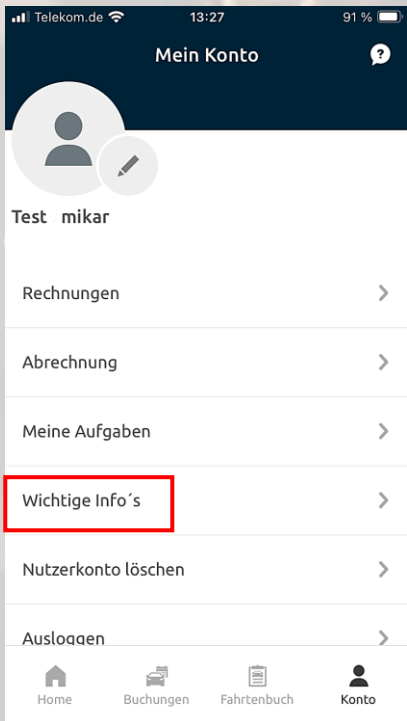 Telekom.de 13:27 91 %
Mein Konto
?
Test mikar
Rechnungen
Abrechnung
Meine Aufgaben
Wichtige Info´s
Nutzerkonto löschen
Ausloggen
Home Buchungen Fahrtenbuch Konto